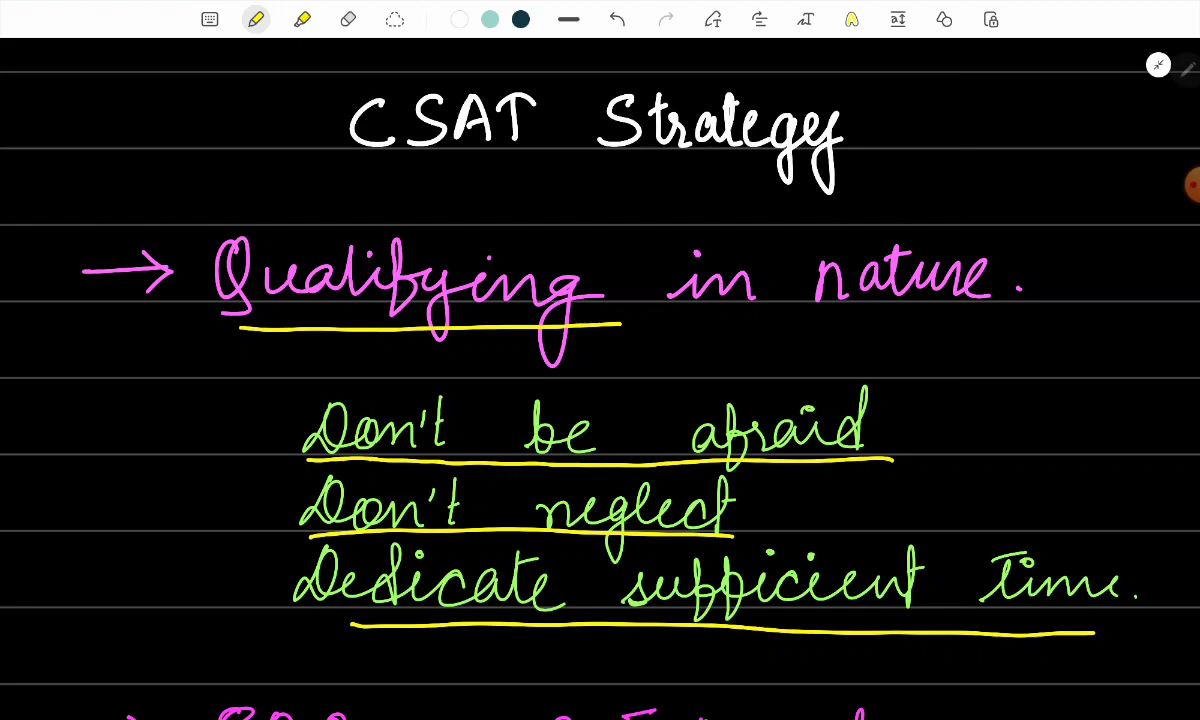 CSAT Strategy
→ Qualifying in nature.
Don't be afraid
Don't neglect
Dedicate sufficient time.